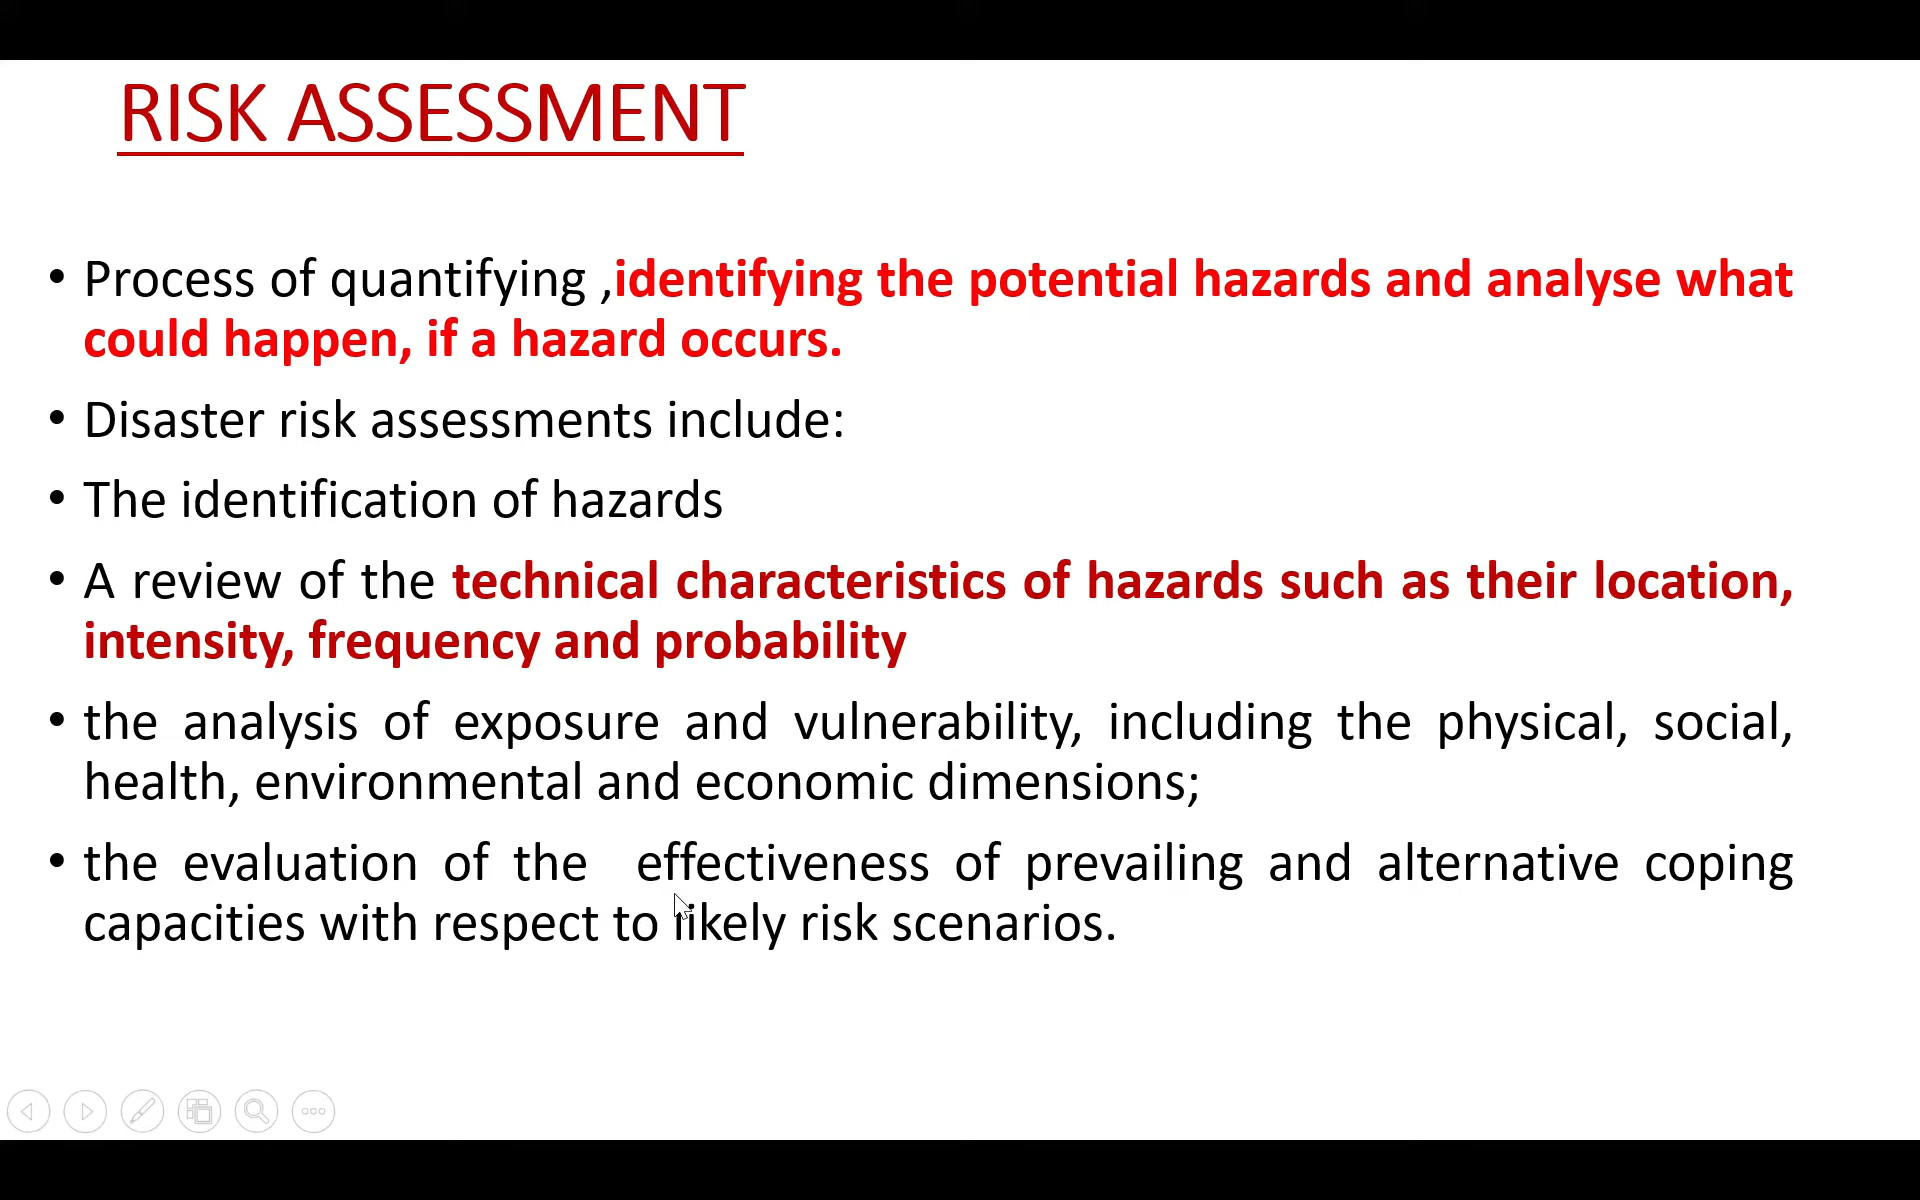 RISK ASSESSMENT
• Process of quantifying ,identifying the potential hazards and analyse what
could happen, if a hazard occurs.
• Disaster risk assessments include:
• The identification of hazards
• A review of the technical characteristics of hazards such as their location,
intensity, frequency and probability
• the analysis of exposure and vulnerability, including the physical, social,
health, environmental and economic dimensions;
• the evaluation of the  effectiveness of prevailing and alternative coping
capacities with respect to likely risk scenarios.